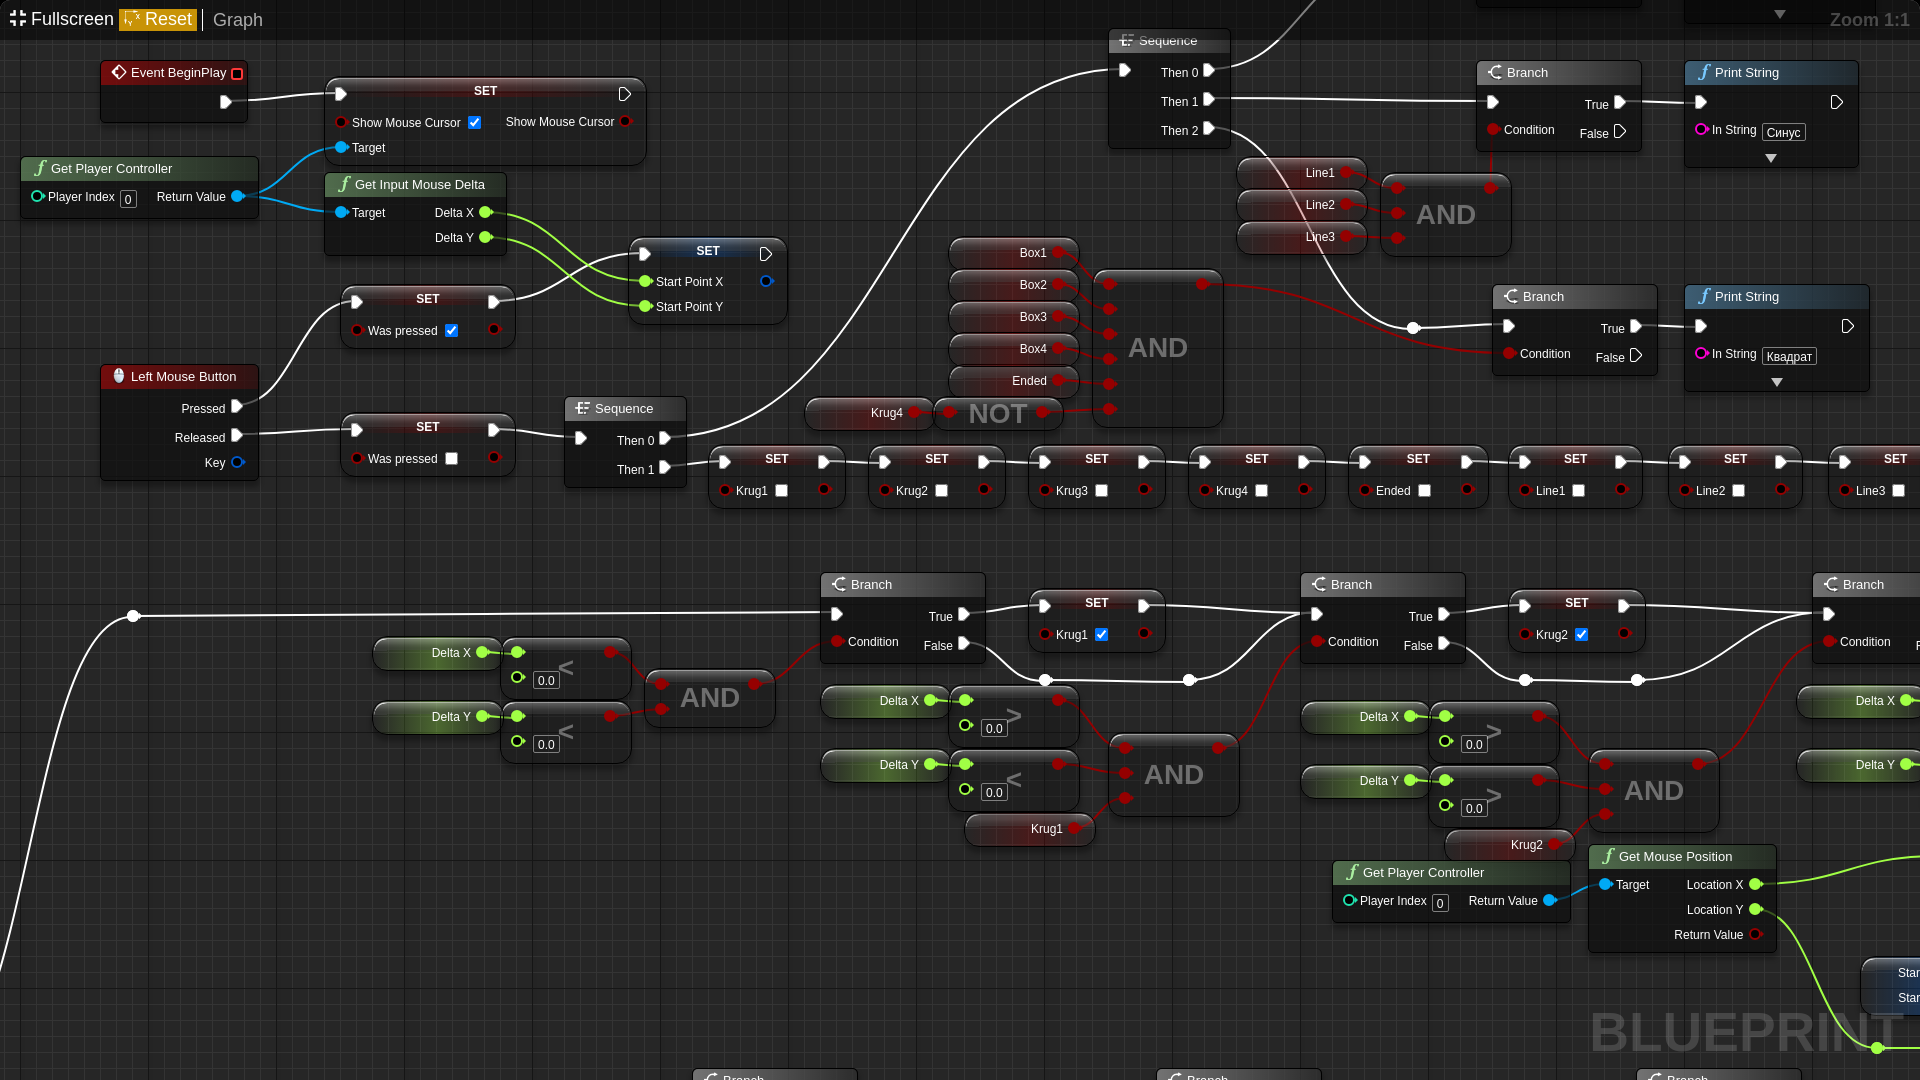 Fullscreen Reset Graph
Zoom 1:1
Sequence
Then 0
Then 1
Then 2
Event BeginPlay
SET
Show Mouse Cursor
Show Mouse Cursor
Target
Branch
True
Condition
False
Print String
In String Синус
Get Player Controller
Player Index 0
Return Value
Get Input Mouse Delta
Target
Delta X
Delta Y
Line1
Line2
Line3
AND
SET
Start Point X
Start Point Y
Box1
Box2
Box3
Box4
Ended
Krug4
NOT
AND
SET
Was pressed
Branch
True
Condition
False
Print String
In String Квадрат
Left Mouse Button
Pressed
Released
Key
SET
Was pressed
Sequence
Then 0
Then 1
SET
Krug1
SET
Krug2
SET
Krug3
SET
Krug4
SET
Ended
SET
Line1
SET
Line2
SET
Line3
Branch
True
Condition
False
SET
Krug1
Branch
True
Condition
False
SET
Krug2
Branch
Condition
Delta X
0.0
<
Delta Y
0.0
<
AND
Delta X
0.0
>
Delta Y
0.0
<
Krug1
AND
Delta X
0.0
>
Delta Y
0.0
>
Krug2
AND
Delta X
Delta Y
Get Player Controller
Player Index 0
Return Value
Get Mouse Position
Target
Location X
Location Y
Return Value
Star
Star
BLUEPRINT
Branch
Branch
Branch